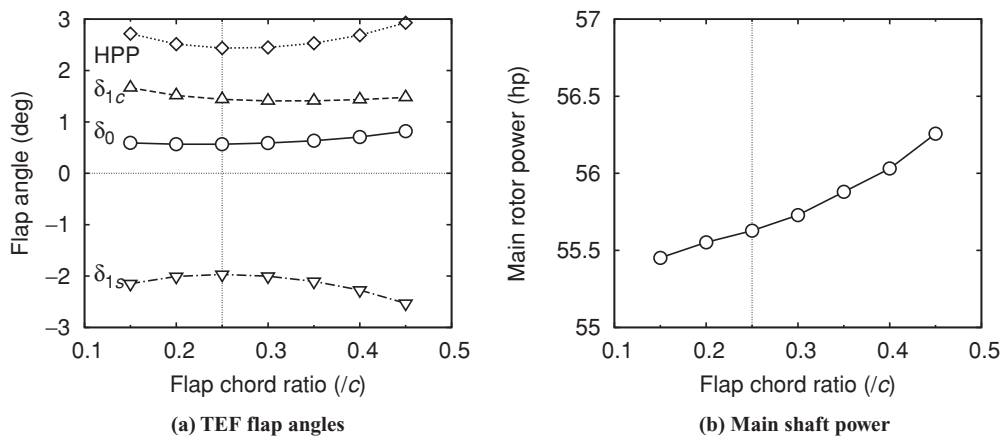 3
2
1
0
−1
−2
−3
HPP
δ1c
δ0
δ1s
0.1 0.2 0.3 0.4 0.5
Flap angle (deg)
Flap chord ratio (/c)
(a) TEF flap angles
57
56.5
56
55.5
55
0.1 0.2 0.3 0.4 0.5
Main rotor power (hp)
Flap chord ratio (/c)
(b) Main shaft power